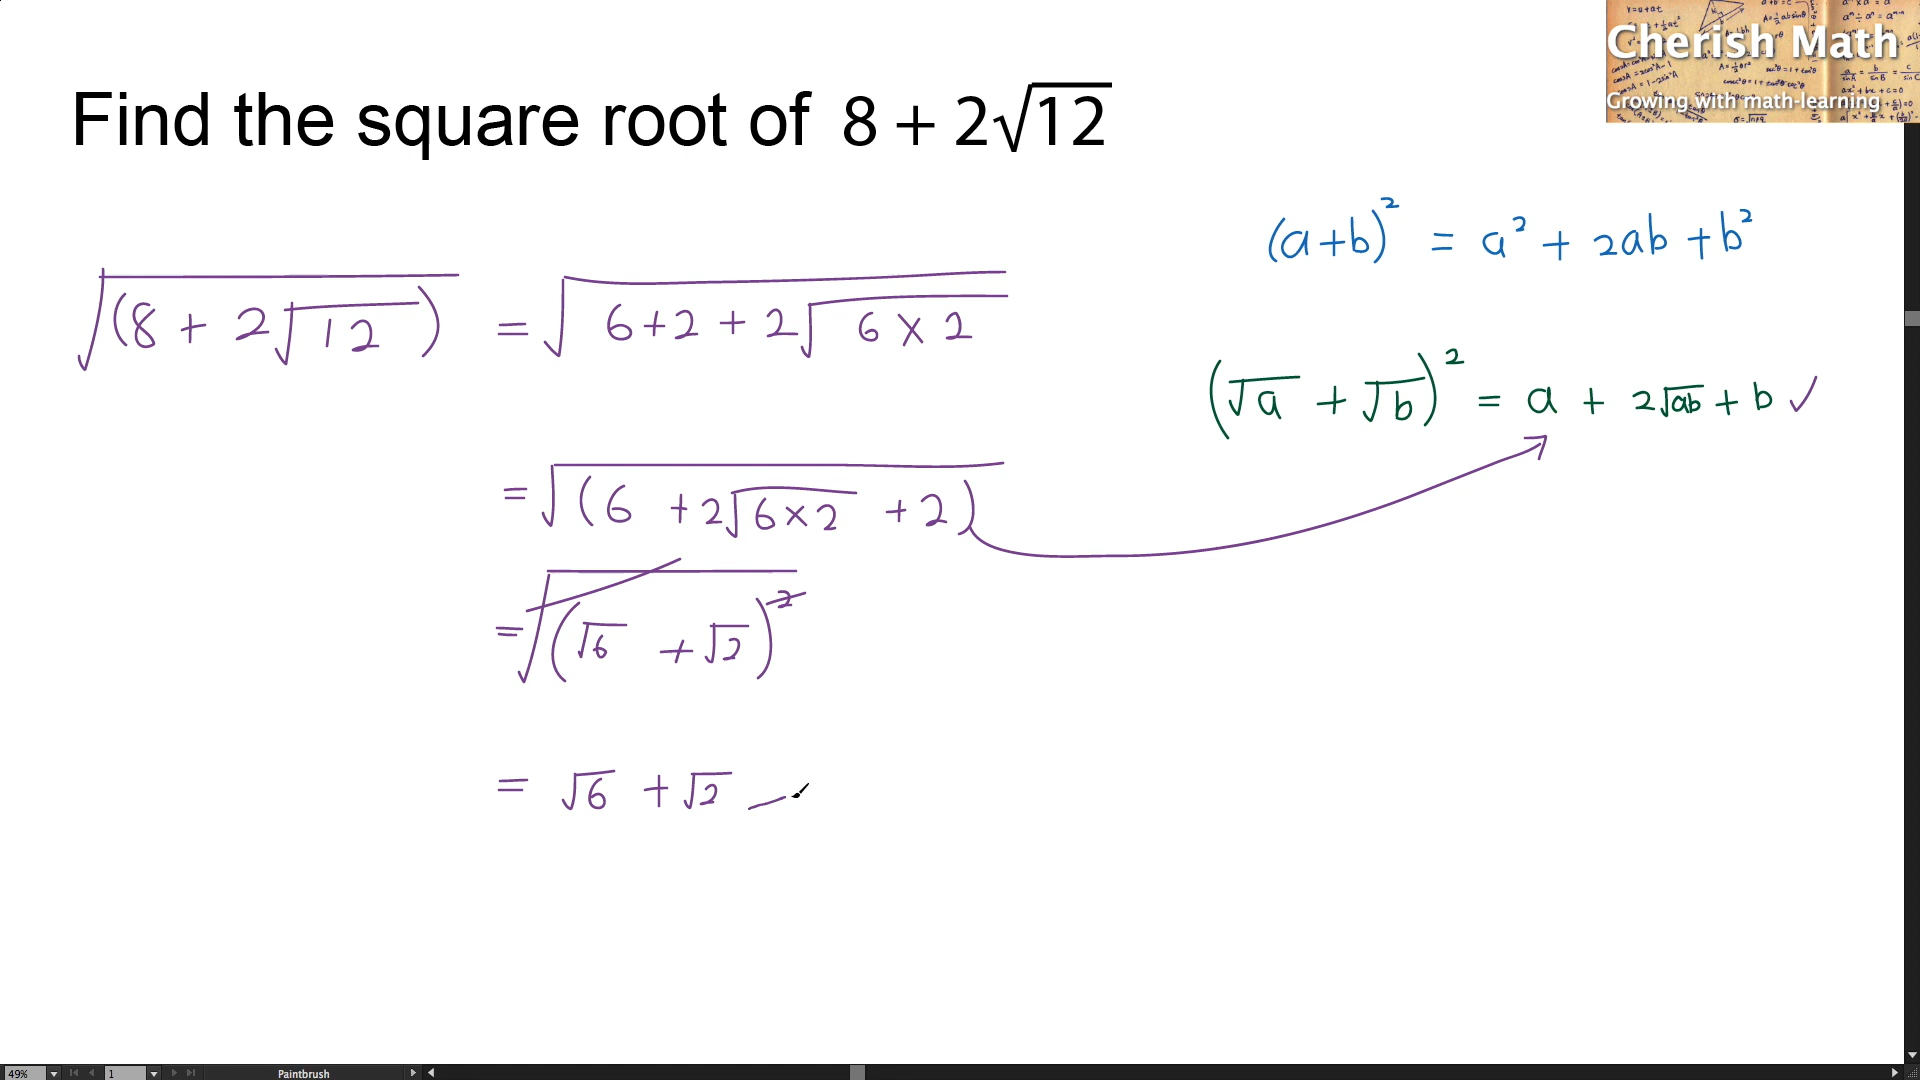 Cherish Math
Growing with math-learning
Find the square root of 8 + 2√12
(a+b)² = a² + 2ab + b²
√(8 + 2√12) = √(6+2 + 2√(6 × 2))
(√a + √b)² = a + 2√ab + b ✓
= √(6 + 2√(6×2) + 2)
= √(√6 + √2)²
= √6 + √2
49%
1
Paintbrush